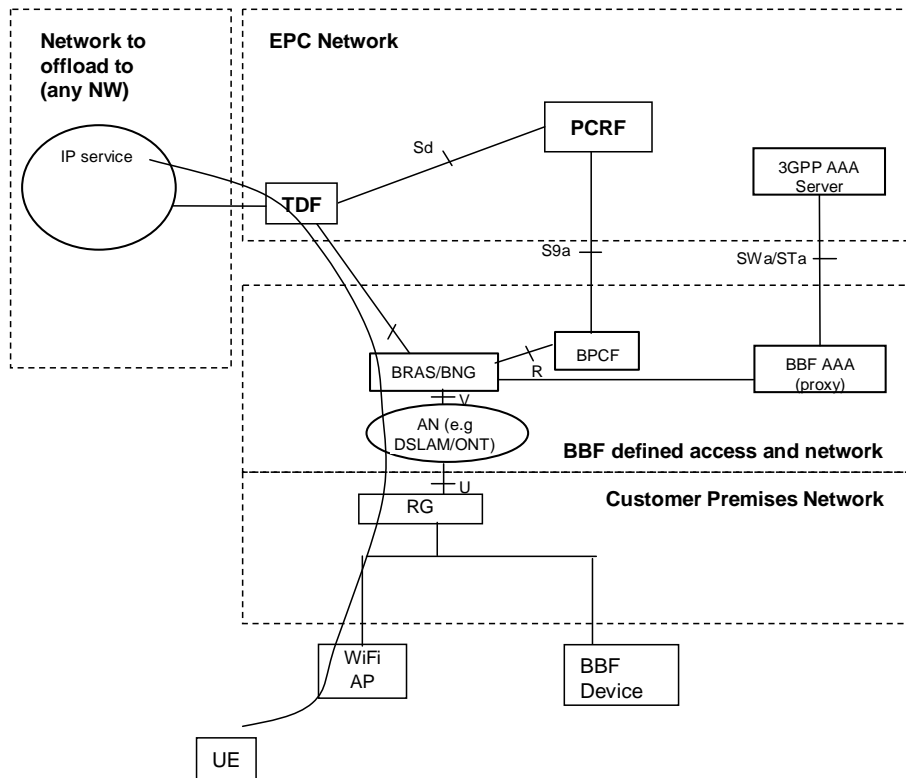 Network to
offload to
(any NW)
EPC Network
IP service
PCRF
Sd
TDF
3GPP AAA
Server
S9a
SWa/STa
BPCF
R
BRAS/BNG
BBF AAA
(proxy)
V
AN (e.g
DSLAM/ONT)
BBF defined access and network
U
Customer Premises Network
RG
WiFi
AP
BBF
Device
UE